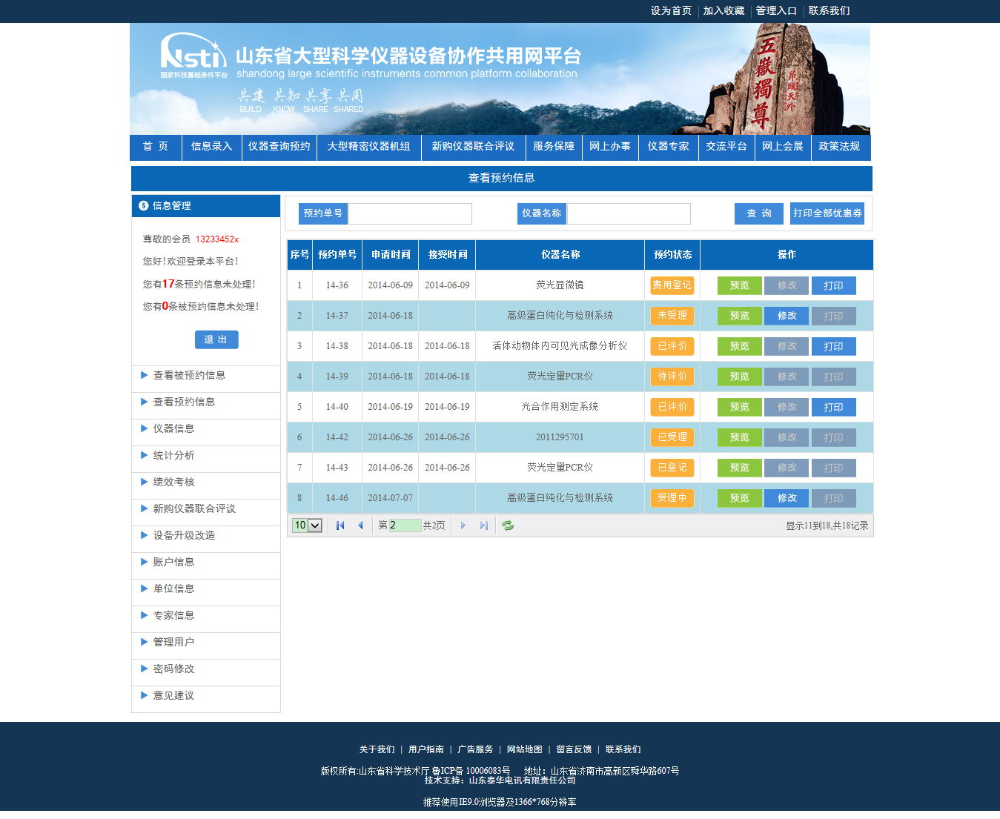 设为首页 加入收藏 管理入口 联系我们
Nsti
国家科技基础条件平台
山东省大型科学仪器设备协作共用网平台
shandong large scientific instruments common platform collaboration
共建 共知 共享 共用
BUILD KNOW SHARE SHARED
五嶽獨尊
昂頭天外
首 页 信息录入 仪器查询预约 大型精密仪器机组 新购仪器联合评议 服务保障 网上办事 仪器专家 交流平台 网上会展 政策法规
查看预约信息
信息管理
尊敬的会员 13233452x
您好!欢迎登录本平台!
您有17条预约信息未处理!
您有0条被预约信息未处理!
退 出
查看被预约信息
查看预约信息
仪器信息
统计分析
绩效考核
新购仪器联合评议
设备升级改造
账户信息
单位信息
专家信息
管理用户
密码修改
意见建议
预约单号 仪器名称 查 询 打印全部优惠券
序号 预约单号 申请时间 接受时间 仪器名称 预约状态 操作
1 14-36 2014-06-09 2014-06-09 荧光显微镜 费用登记 预览 修改 打印
2 14-37 2014-06-18 高级蛋白纯化与检测系统 未受理 预览 修改 打印
3 14-38 2014-06-18 2014-06-18 活体动物体内可见光成像分析仪 已评价 预览 修改 打印
4 14-39 2014-06-18 2014-06-18 荧光定量PCR仪 待评价 预览 修改 打印
5 14-40 2014-06-19 2014-06-19 光合作用测定系统 已评价 预览 修改 打印
6 14-42 2014-06-26 2014-06-26 2011295701 已受理 预览 修改 打印
7 14-43 2014-06-26 2014-06-26 荧光定量PCR仪 已登记 预览 修改 打印
8 14-46 2014-07-07 高级蛋白纯化与检测系统 受理中 预览 修改 打印
10 第2 共2页 显示11到18,共18记录
关于我们 | 用户指南 | 广告服务 | 网站地图 | 留言反馈 | 联系我们
版权所有:山东省科学技术厅 鲁ICP备 10006083号 地址：山东省济南市高新区舜华路607号
技术支持：山东泰华电讯有限责任公司
推荐使用IE9.0浏览器及1366*768分辨率